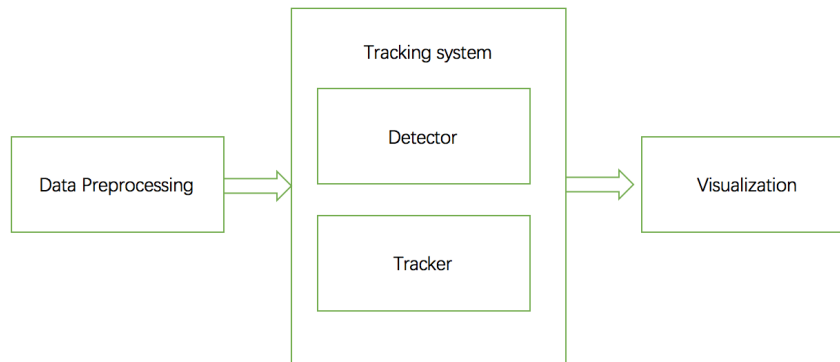 Tracking system
Detector
Data Preprocessing
Visualization
Tracker